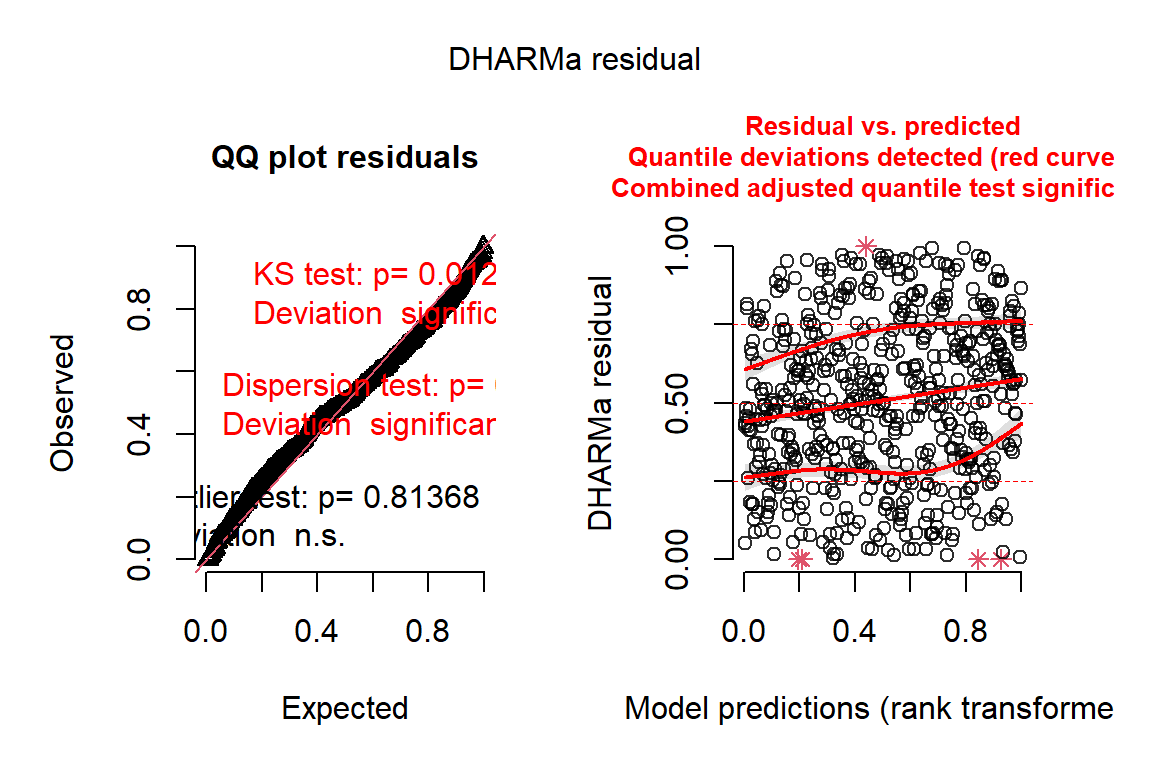 DHARMa residual
QQ plot residuals
KS test: p= 0.012
Deviation signific
Dispersion test: p=
Deviation significan
tlier test: p= 0.81368
viation n.s.
Observed
0.0
0.4
0.8
0.0
0.4
0.8
Expected
Residual vs. predicted
Quantile deviations detected (red curve
Combined adjusted quantile test signific
DHARMa residual
0.00
0.50
1.00
0.0
0.4
0.8
Model predictions (rank transforme